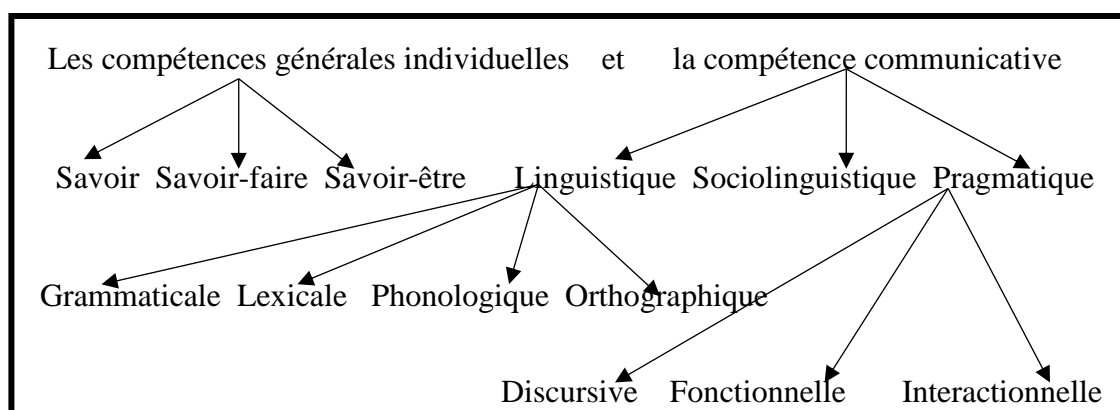 Les compétences générales individuelles et la compétence communicative
Savoir Savoir-faire Savoir-être Linguistique Sociolinguistique Pragmatique
Grammaticale Lexicale Phonologique Orthographique
Discursive Fonctionnelle Interactionnelle